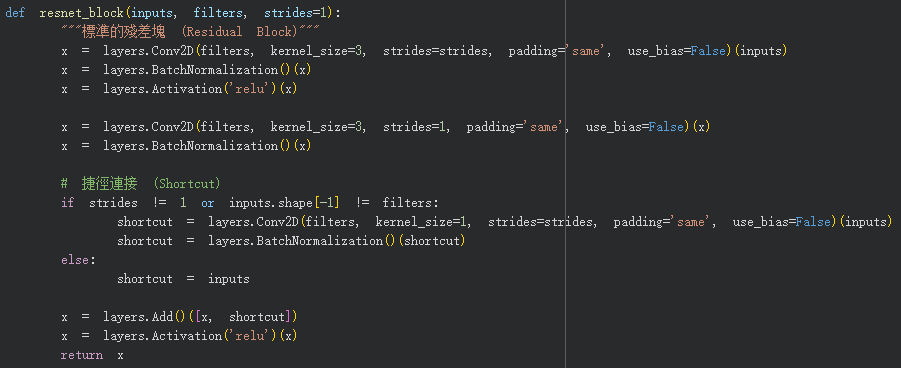 def resnet_block(inputs, filters, strides=1):
    """標準的殘差塊 (Residual Block)"""
    x = layers.Conv2D(filters, kernel_size=3, strides=strides, padding='same', use_bias=False)(inputs)
    x = layers.BatchNormalization()(x)
    x = layers.Activation('relu')(x)
    x = layers.Conv2D(filters, kernel_size=3, strides=1, padding='same', use_bias=False)(x)
    x = layers.BatchNormalization()(x)
    # 捷徑連接 (Shortcut)
    if strides != 1 or inputs.shape[-1] != filters:
        shortcut = layers.Conv2D(filters, kernel_size=1, strides=strides, padding='same', use_bias=False)(inputs)
        shortcut = layers.BatchNormalization()(shortcut)
    else:
        shortcut = inputs
    x = layers.Add()([x, shortcut])
    x = layers.Activation('relu')(x)
    return x